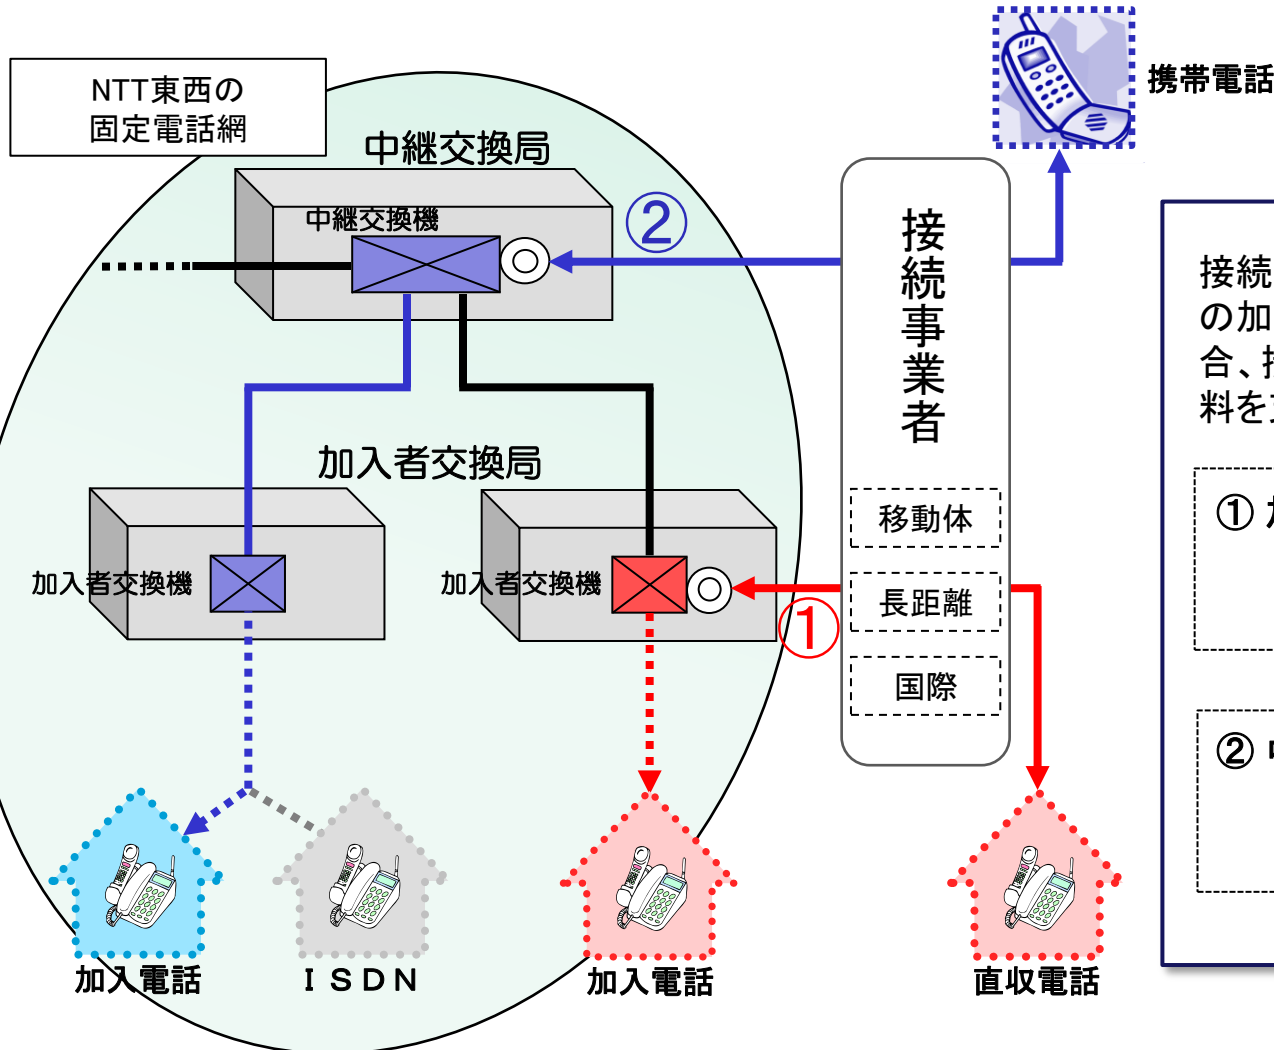 NTT東西の
固定電話網
携帯電話
中継交換局
中継交換機
②
接続事業者
移動体
長距離
国際
加入者交換局
加入者交換機
加入者交換機
①
加入電話
ISDN
加入電話
直収電話
接続
の加
合、
料を
①
②